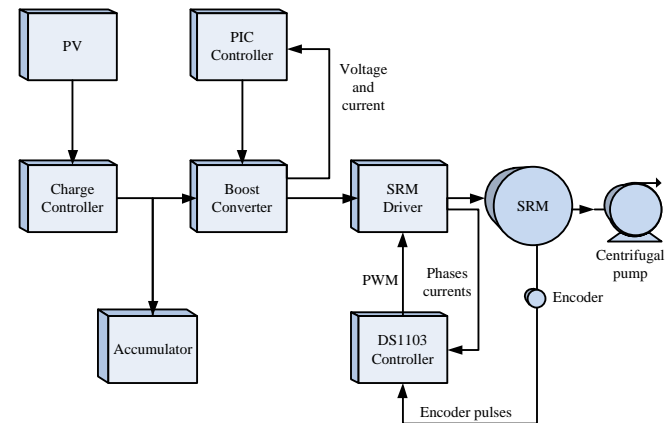 PV
PIC
Controller
Voltage
and
current
Charge
Controller
Boost
Converter
SRM
Driver
SRM
Centrifugal
pump
PWM
Phases
currents
Encoder
Accumulator
DS1103
Controller
Encoder pulses